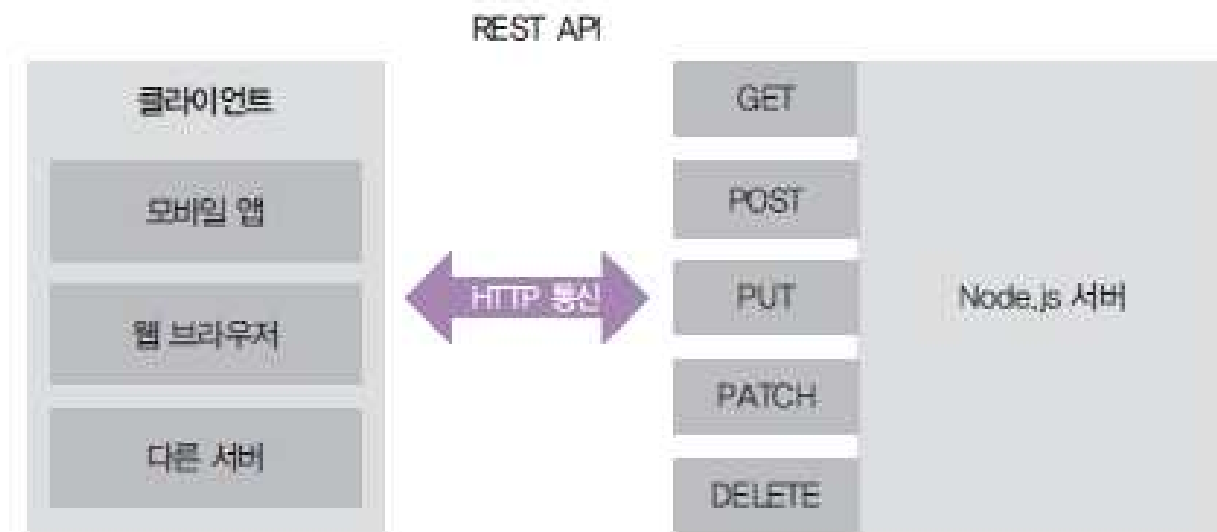 REST API
클라이언트
모바일 앱
웹 브라우저
다른 서버
HTTP 통신
GET
POST
PUT
PATCH
DELETE
Node.js 서버